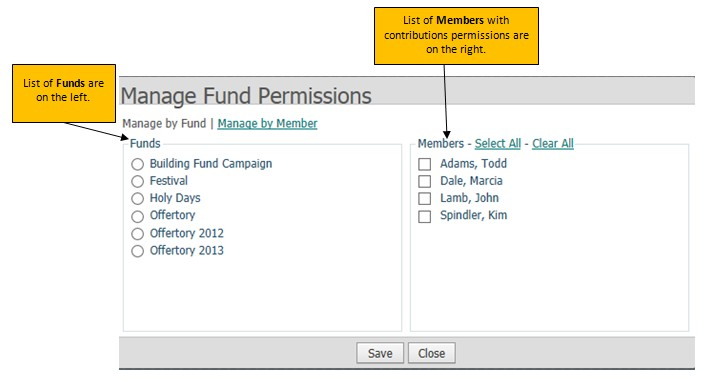 List of Members with
contributions permissions are
on the right.
List of Funds are
on the left.
Manage Fund Permissions
Manage by Fund | Manage by Member
Funds
Building Fund Campaign
Festival
Holy Days
Offertory
Offertory 2012
Offertory 2013
Members - Select All - Clear All
Adams, Todd
Dale, Marcia
Lamb, John
Spindler, Kim
Save Close